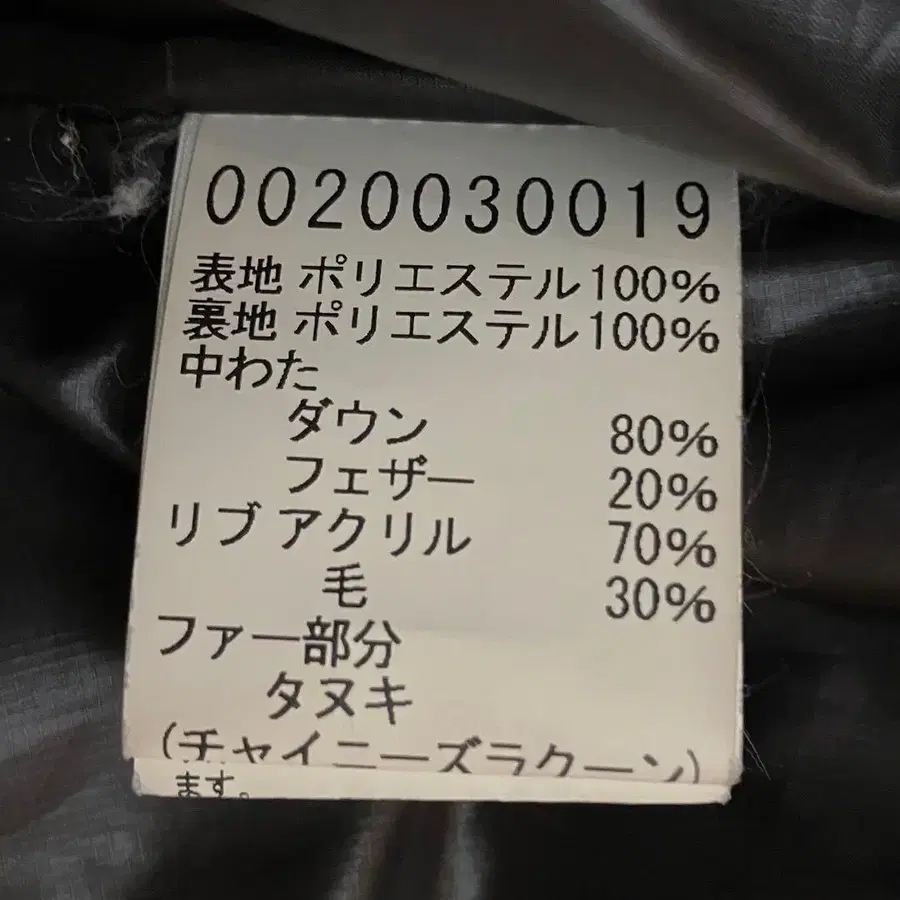 0020030019
表地 ポリエステル100%
裏地 ポリエステル100%
中わた
ダウン 80%
フェザー 20%
リブ アクリル 70%
毛 30%
ファー部分
タヌキ
(チャイニーズラクーン)
ます。